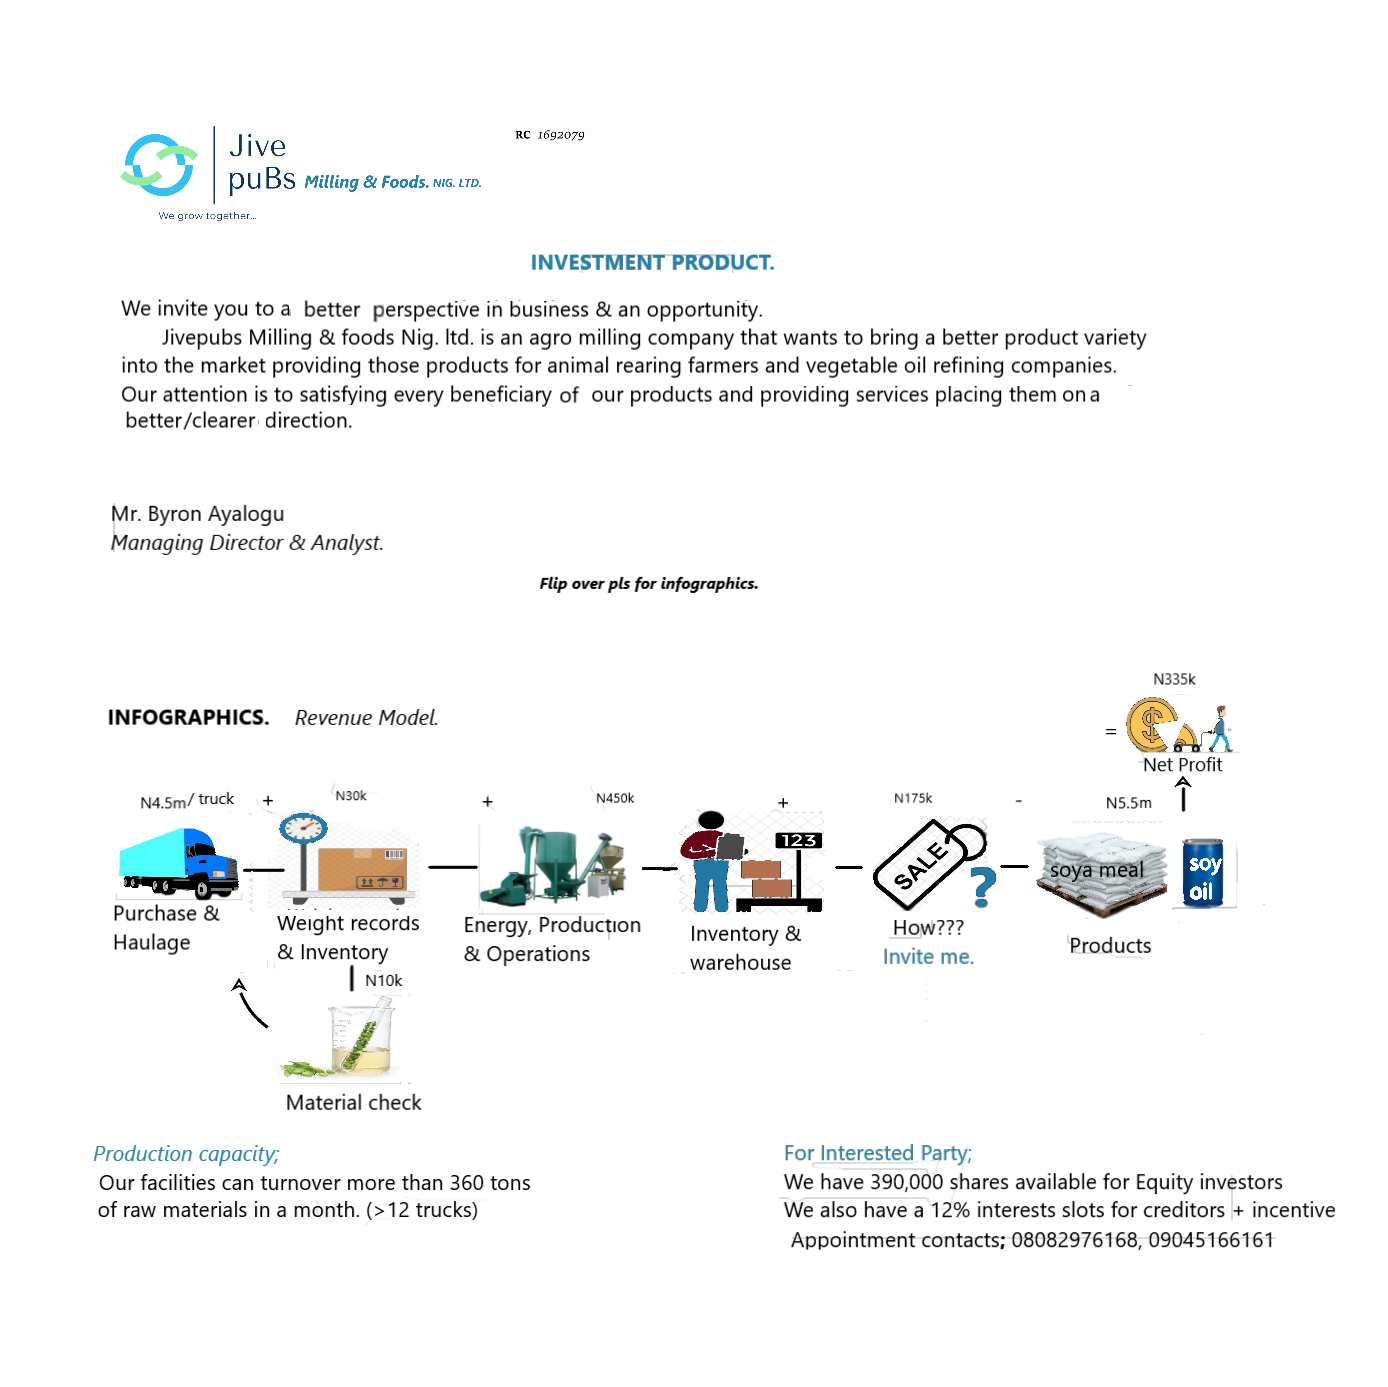 Jive
puBs Milling & Foods. NIG. LTD.
We grow together...
RC 1692079
INVESTMENT PRODUCT.
We invite you to a better perspective in business & an opportunity.
Jivepubs Milling & foods Nig. ltd. is an agro milling company that wants to bring a better product variety
into the market providing those products for animal rearing farmers and vegetable oil refining companies.
Our attention is to satisfying every beneficiary of our products and providing services placing them on a
better/clearer direction.
Mr. Byron Ayalogu
Managing Director & Analyst.
Flip over pls for infographics.
INFOGRAPHICS. Revenue Model.
N335k
=
Net Profit
N4.5m/ truck + N30k + N450k + N175k - N5.5m
123
SALE
?
soya meal
soy
oil
Purchase &
Haulage
Weight records
& Inventory
Energy, Production
& Operations
Inventory &
warehouse
How???
Invite me.
Products
N10k
Material check
Production capacity;
Our facilities can turnover more than 360 tons
of raw materials in a month. (>12 trucks)
For Interested Party;
We have 390,000 shares available for Equity investors
We also have a 12% interests slots for creditors + incentive
Appointment contacts; 08082976168, 09045166161